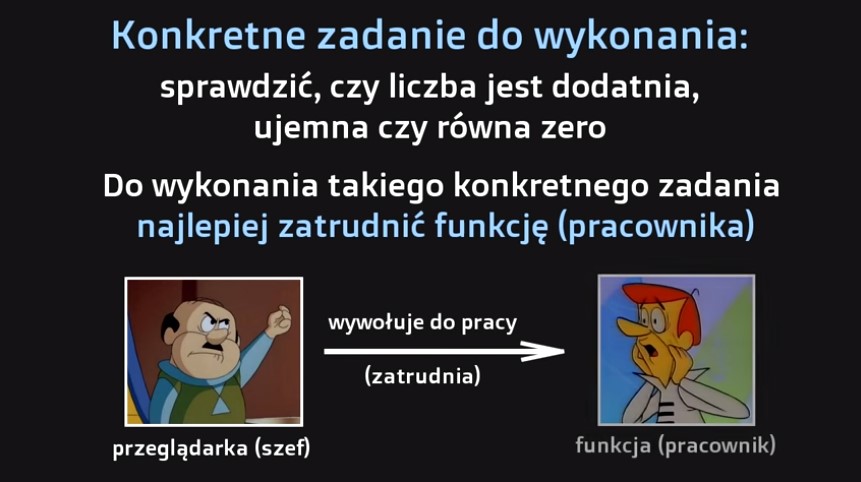 Konkretne zadanie do wykonania:
sprawdzić, czy liczba jest dodatnia,
ujemna czy równa zero
Do wykonania takiego konkretnego zadania
najlepiej zatrudnić funkcję (pracownika)
wywołuje do pracy
(zatrudnia)
przeglądarka (szef)
funkcja (pracownik)